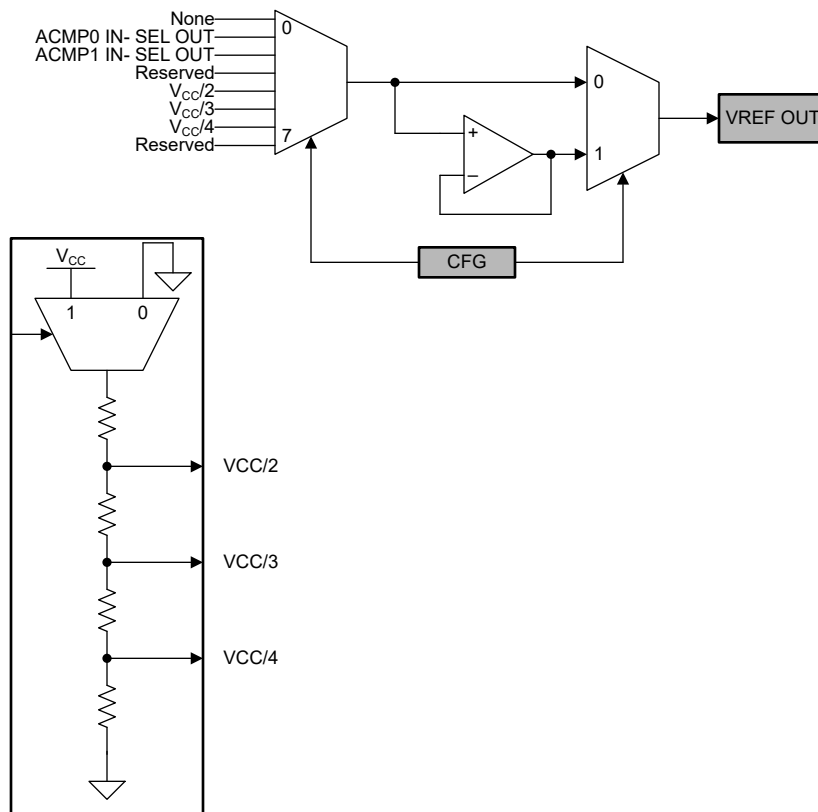 None
0
ACMP0 IN- SEL OUT
ACMP1 IN- SEL OUT
Reserved
VCC/2
VCC/3
VCC/4
7
Reserved
0
+
1
–
VREF OUT
CFG
VCC
1
0
VCC/2
VCC/3
VCC/4